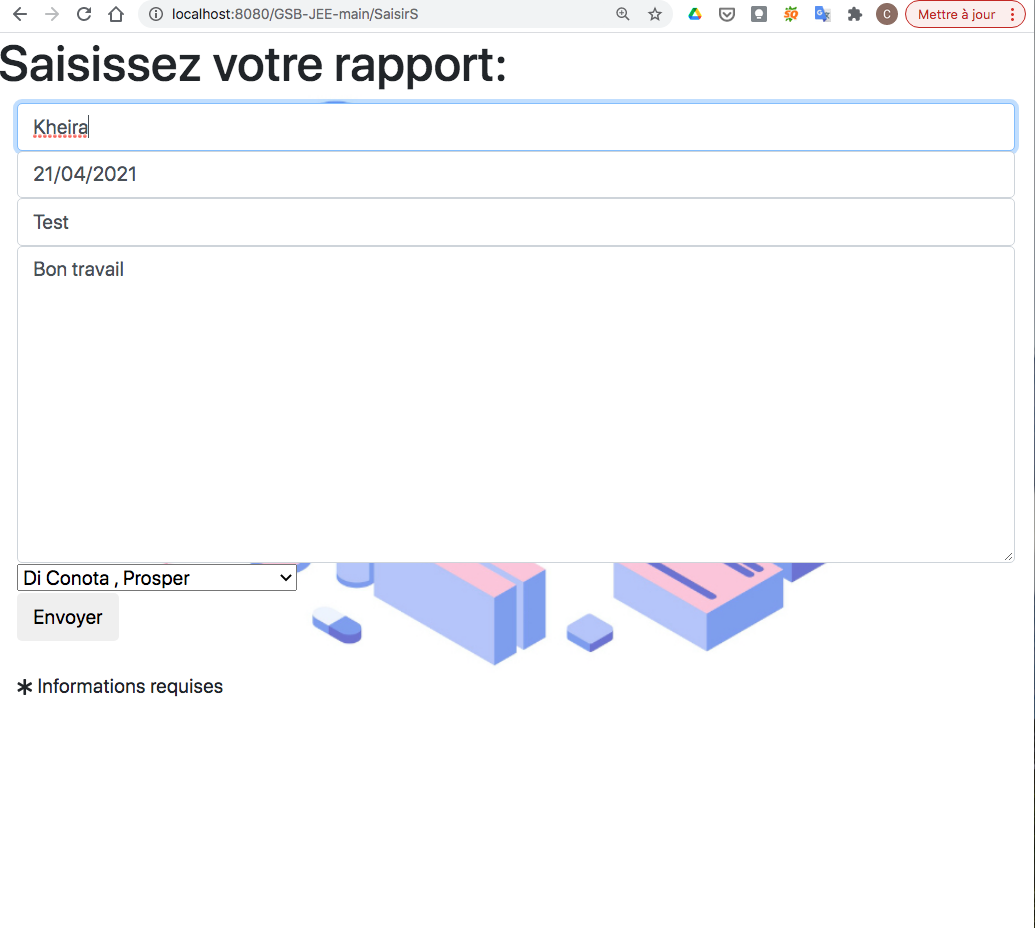 localhost:8080/GSB-JEE-main/SaisirS
SQ
G
C
Mettre à jour
Saisissez votre rapport:
Kheira
21/04/2021
Test
Bon travail
Di Conota , Prosper
Envoyer
* Informations requises